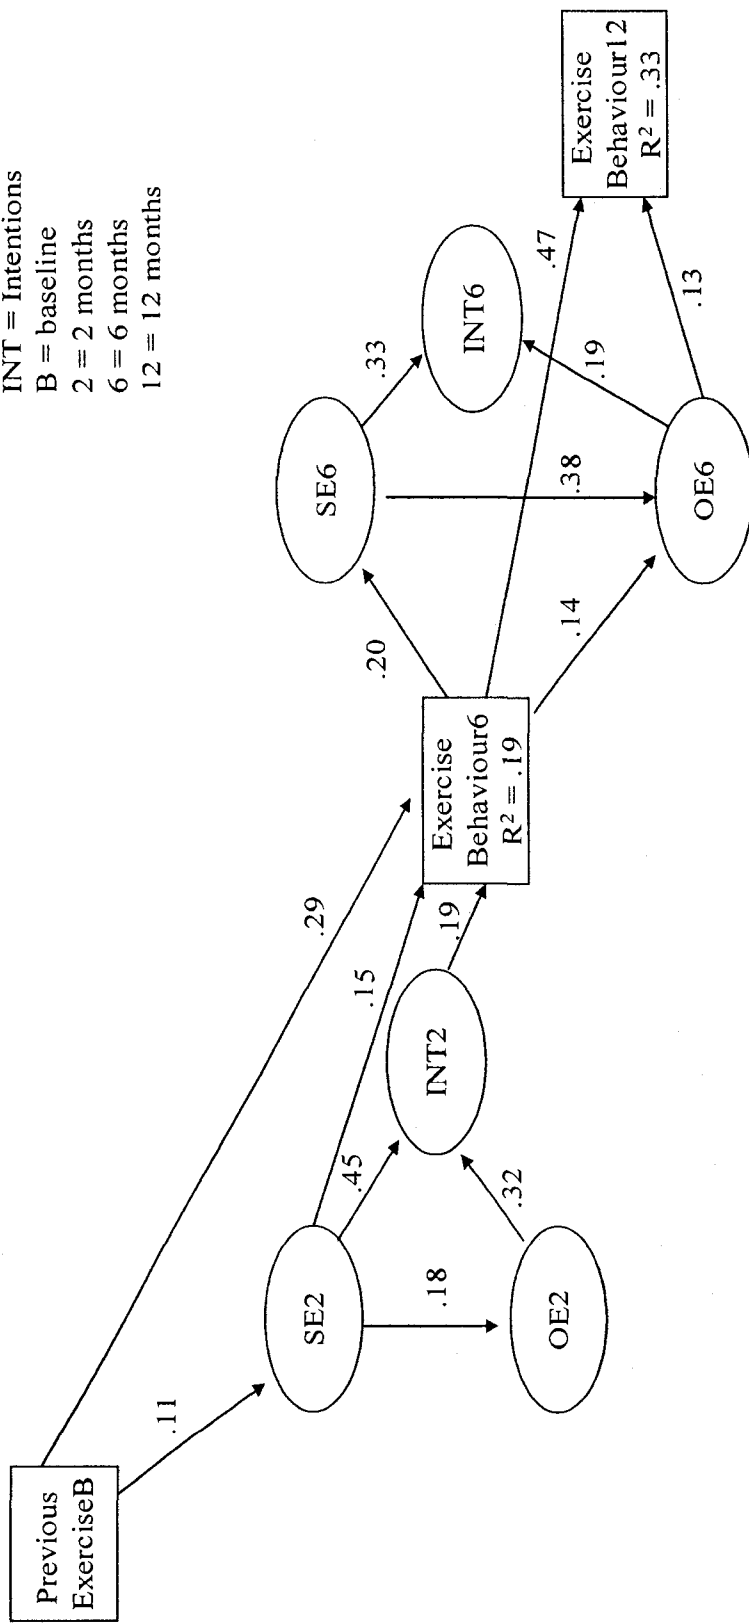 INT = Intentions
B = baseline
2 = 2 months
6 = 6 months
12 = 12 months
Previous
ExerciseB
.11
.29
SE2
.18
OE2
.45
.15
.32
INT2
.19
Exercise
Behaviour6
R² = .19
.20
.14
SE6
.38
OE6
.33
.19
INT6
.47
.13
Exercise
Behaviour12
R² = .33